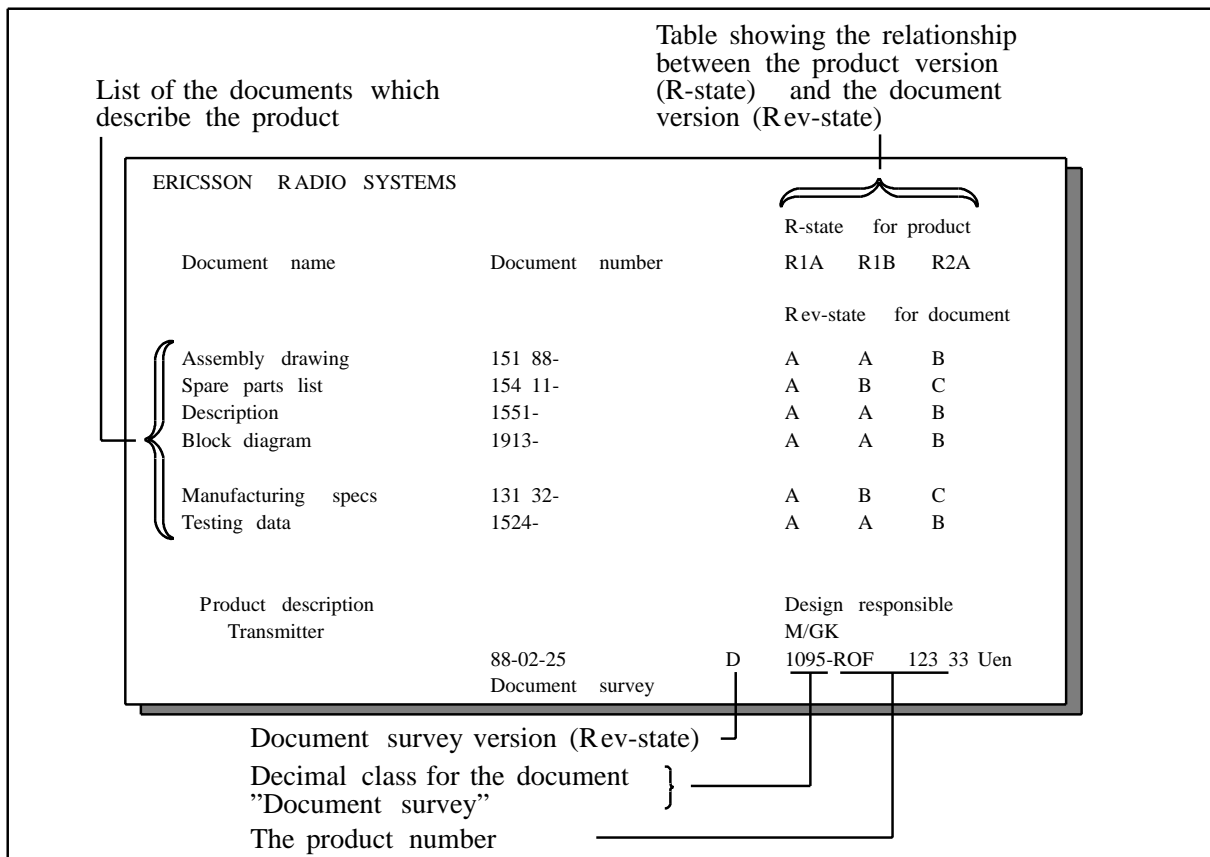 Table showing the relationship
between the product version
(R-state) and the document
version (Rev-state)
List of the documents which
describe the product
ERICSSON RADIO SYSTEMS
R-state for product
Document name Document number R1A R1B R2A
Rev-state for document
Assembly drawing 151 88- A A B
Spare parts list 154 11- A B C
Description 1551- A A B
Block diagram 1913- A A B
Manufacturing specs 131 32- A B C
Testing data 1524- A A B
Product description Design responsible
Transmitter M/GK
88-02-25 D 1095-ROF 123 33 Uen
Document survey
Document survey version (Rev-state)
Decimal class for the document
”Document survey”
The product number